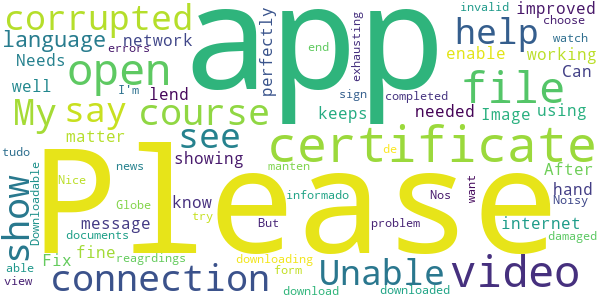 corrupted
app
help
improved
invalid
choose
language
network
errors
Needs
open
exhausting
end
enable
watch
working
tudo
well
I'm
perfectly
lend
sign
completed
file
Can
My
say
course
keeps
needed
Image
using
matter
see
certificate
Please
showing
After
show
Downloadable
news
Nice
de
manten
know
hand
Noisy
Globe
try
informado
But
Nos
want
message
documents
problem
internet
damaged
Fix
fine
reagrdings
able
view
connection
downloading
form
download
Unable
downloaded
video